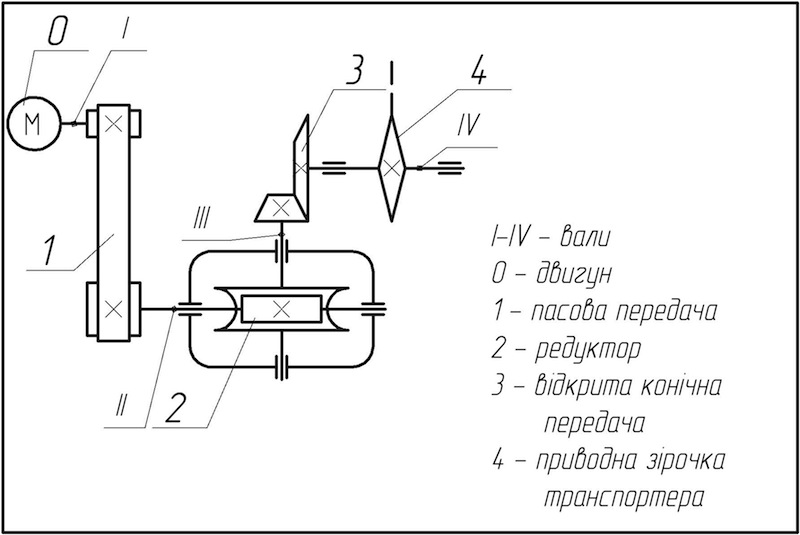 0
I
M
1
3
4
IV
III
II
2
I–IV – вали
0 – двигун
1 – пасова передача
2 – редуктор
3 – відкрита конічна
передача
4 – приводна зірочка
транспортера